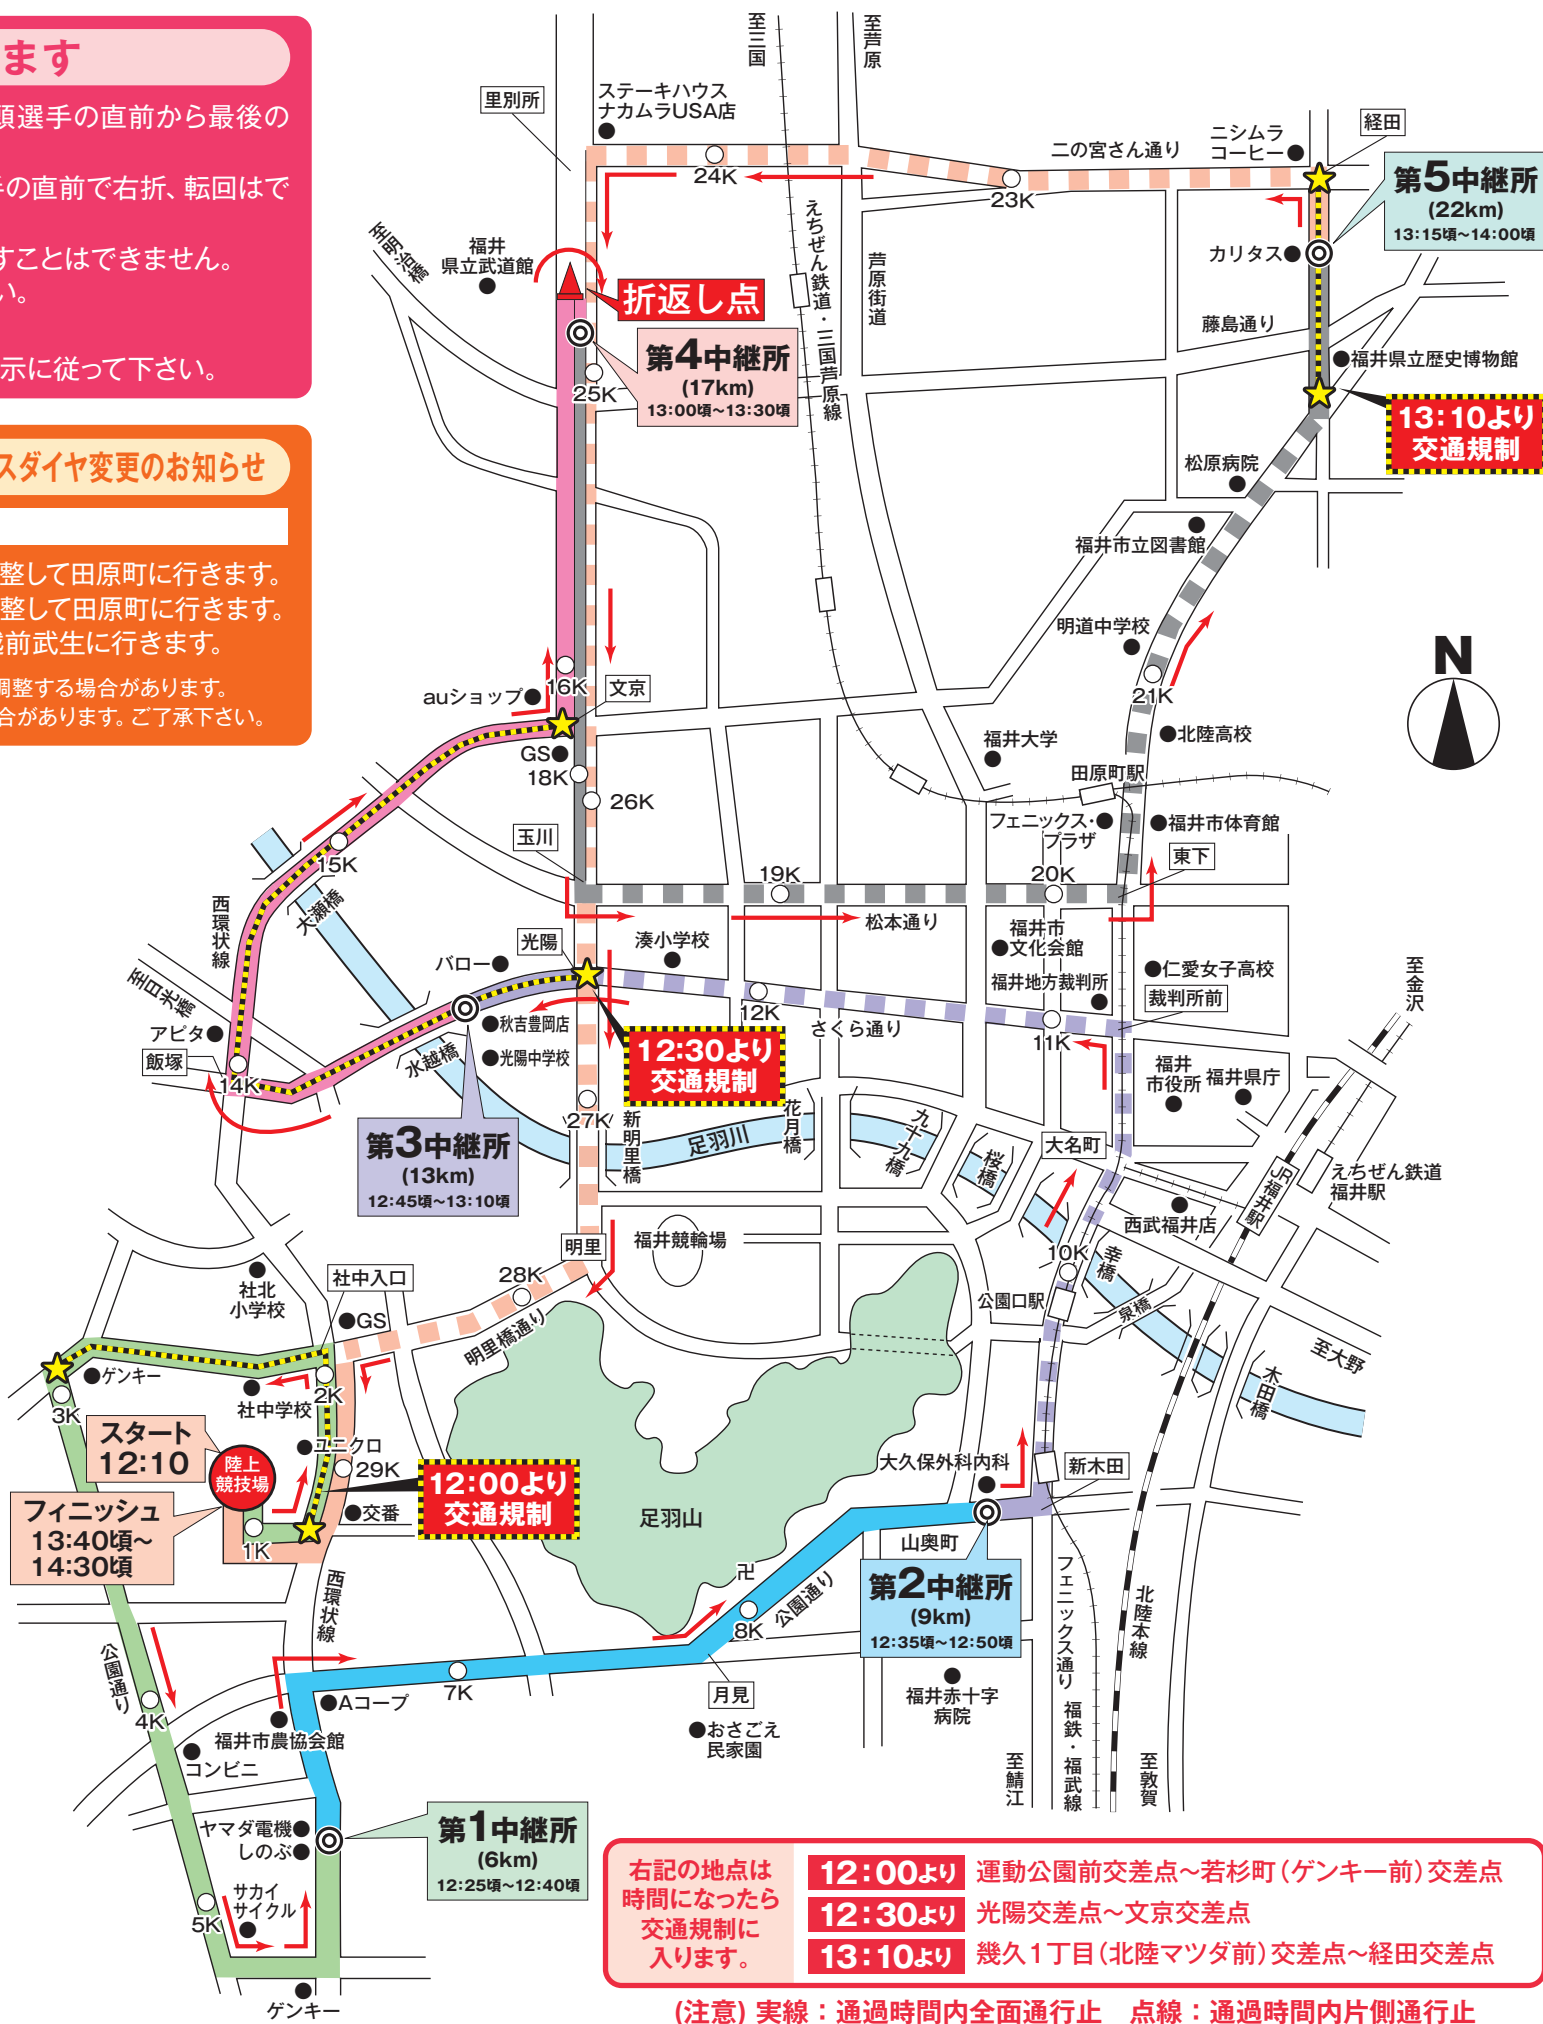 ます
頭選手の直前から最後の
手の直前で右折、転回はで
すことはできません。
い。
示に従って下さい。
スダイヤ変更のお知らせ
整して田原町に行きます。
整して田原町に行きます。
越前武生に行きます。
調整する場合があります。
合があります。ご了承下さい。
至三国
至芦原
里別所
ステーキハウス
ナカムラUSA店
24K
二の宮さん通り
23K
ニシムラ
コーヒー
経田
第5中継所
(22km)
13:15頃～14:00頃
カリタス
藤島通り
福井県立歴史博物館
13:10より
交通規制
至明治橋
福井
県立武道館
折返し点
第4中継所
(17km)
13:00頃～13:30頃
25K
えちぜん鉄道・三国芦原線
芦原街道
松原病院
福井市立図書館
明道中学校
21K
N
auショップ
16K
文京
GS
18K
26K
福井大学
北陸高校
田原町駅
フェニックス・
プラザ
福井市体育館
東下
玉川
15K
19K
20K
松本通り
西環状線
大瀬橋
至日光橋
バロー
光陽
湊小学校
福井市
文化会館
福井地方裁判所
仁愛女子高校
裁判所前
至金沢
アピタ
飯塚
14K
水越橋
秋吉豊岡店
光陽中学校
12K
さくら通り
11K
12:30より
交通規制
福井
市役所
福井県庁
第3中継所
(13km)
12:45頃～13:10頃
27K
新明里橋
足羽川
花月橋
九十九橋
桜橋
大名町
JR福井駅
えちぜん鉄道
福井駅
西武福井店
明里
福井競輪場
10K
幸橋
公園口駅
泉橋
至大野
木田橋
社北
小学校
社中入口
GS
28K
明里橋通り
ゲンキー
3K
社中学校
2K
スタート
12:10
陸上
競技場
ユニクロ
29K
交番
12:00より
交通規制
フィニッシュ
13:40頃～
14:30頃
1K
足羽山
大久保外科内科
新木田
山奥町
第2中継所
(9km)
12:35頃～12:50頃
卍
8K
公園通り
西環状線
公園通り
4K
7K
Aコープ
福井市農協会館
コンビニ
月見
おさごえ
民家園
福井赤十字
病院
フェニックス通り
福鉄・福武線
北陸本線
至鯖江
至敦賀
ヤマダ電機
しのぶ
第1中継所
(6km)
12:25頃～12:40頃
サカイ
サイクル
5K
ゲンキー
右記の地点は
時間になったら
交通規制に
入ります。
12:00より 運動公園前交差点～若杉町(ゲンキー前)交差点
12:30より 光陽交差点～文京交差点
13:10より 幾久1丁目(北陸マツダ前)交差点～経田交差点
(注意) 実線：通過時間内全面通行止 点線：通過時間内片側通行止